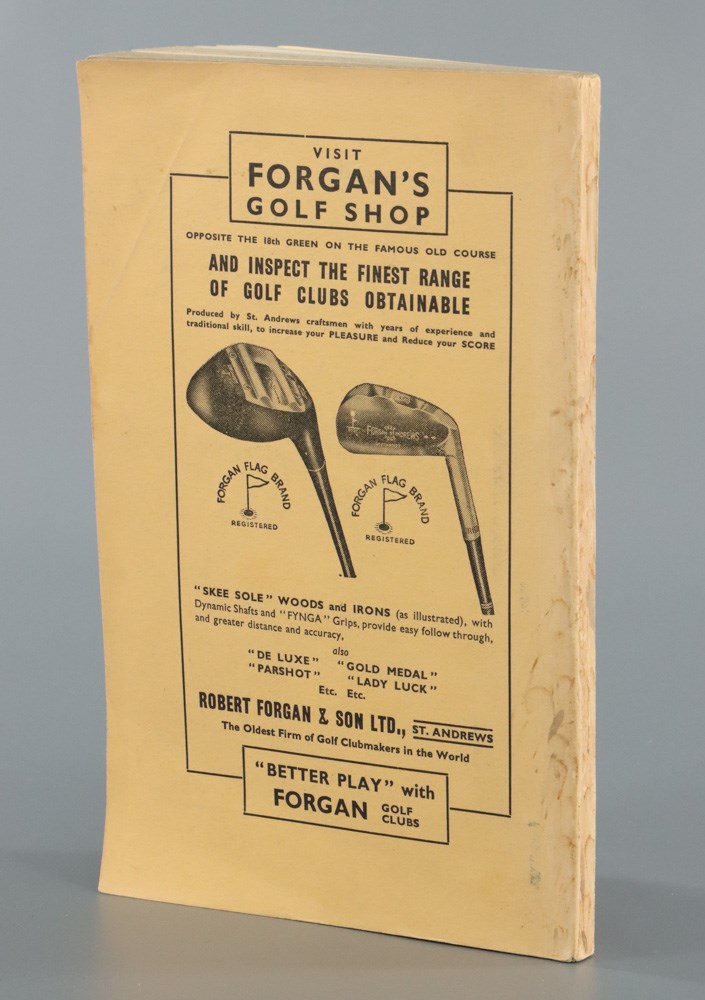 VISIT
FORGAN'S
GOLF SHOP
OPPOSITE THE 18th GREEN ON THE FAMOUS OLD COURSE
AND INSPECT THE FINEST RANGE
OF GOLF CLUBS OBTAINABLE
Produced by St. Andrews craftsmen with years of experience and
traditional skill, to increase your PLEASURE and Reduce your SCORE
FORGAN ANDREWS
FORGAN FLAG BRAND
REGISTERED
FORGAN FLAG BRAND
REGISTERED
"SKEE SOLE" WOODS and IRONS (as illustrated), with
Dynamic Shafts and "FYNGA" Grips, provide easy follow through,
and greater distance and accuracy,
also
"DE LUXE" "GOLD MEDAL"
"PARSHOT" "LADY LUCK"
Etc. Etc.
ROBERT FORGAN & SON LTD., ST. ANDREWS
The Oldest Firm of Golf Clubmakers in the World
"BETTER PLAY" with
FORGAN GOLF CLUBS